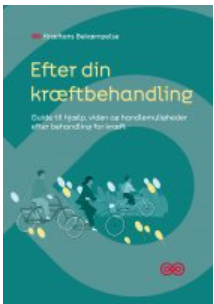 Kræftens Bekæmpelse
Efter din
kræftbehandling
Guide til hjælp, viden og handlemuligheder
efter behandling for kræft